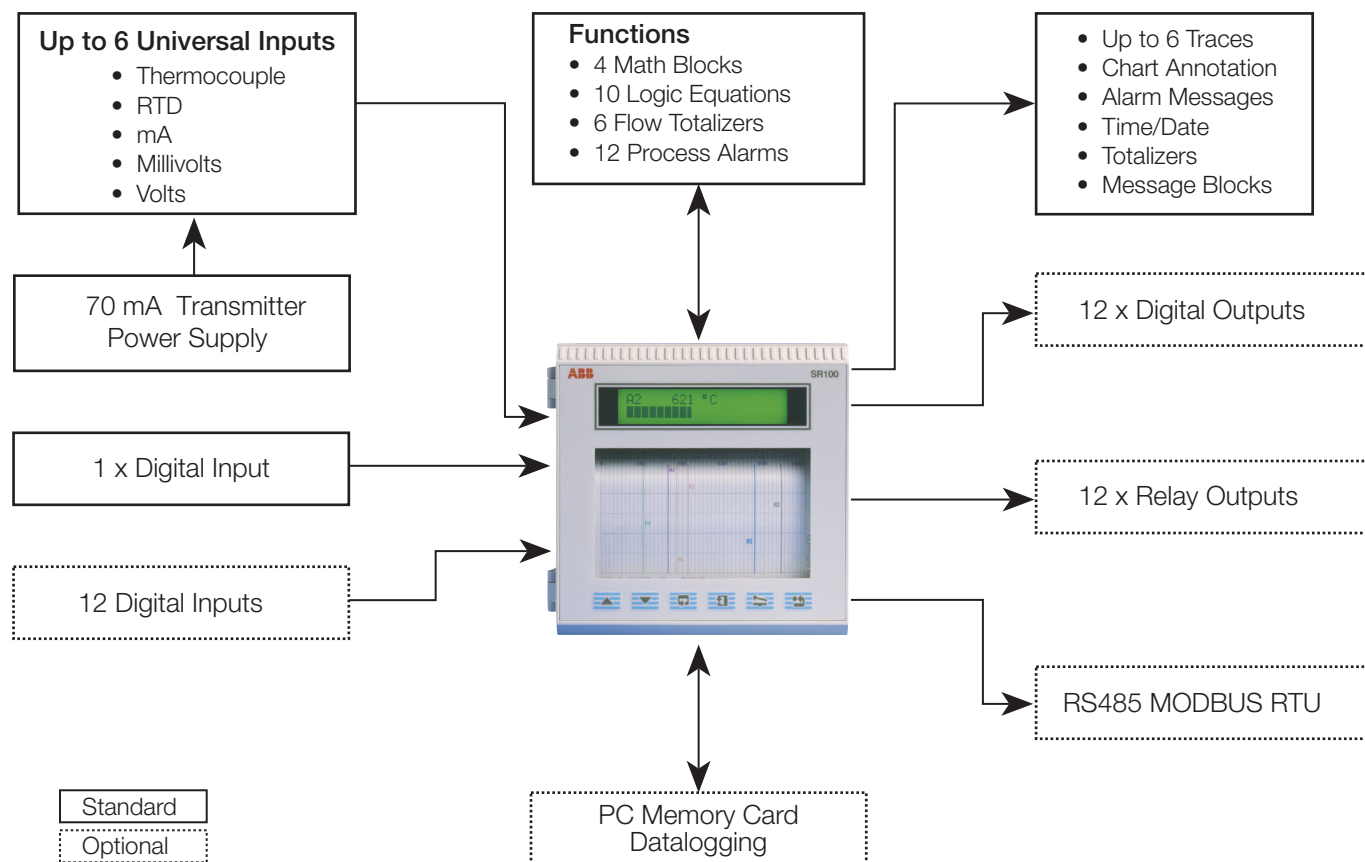 Up to 6 Universal Inputs
• Thermocouple
• RTD
• mA
• Millivolts
• Volts
70 mA Transmitter
Power Supply
1 x Digital Input
12 Digital Inputs
Functions
• 4 Math Blocks
• 10 Logic Equations
• 6 Flow Totalizers
• 12 Process Alarms
• Up to 6 Traces
• Chart Annotation
• Alarm Messages
• Time/Date
• Totalizers
• Message Blocks
ABB
SR100
A2 621 °C
12 x Digital Outputs
12 x Relay Outputs
RS485 MODBUS RTU
PC Memory Card
Datalogging
Standard
Optional